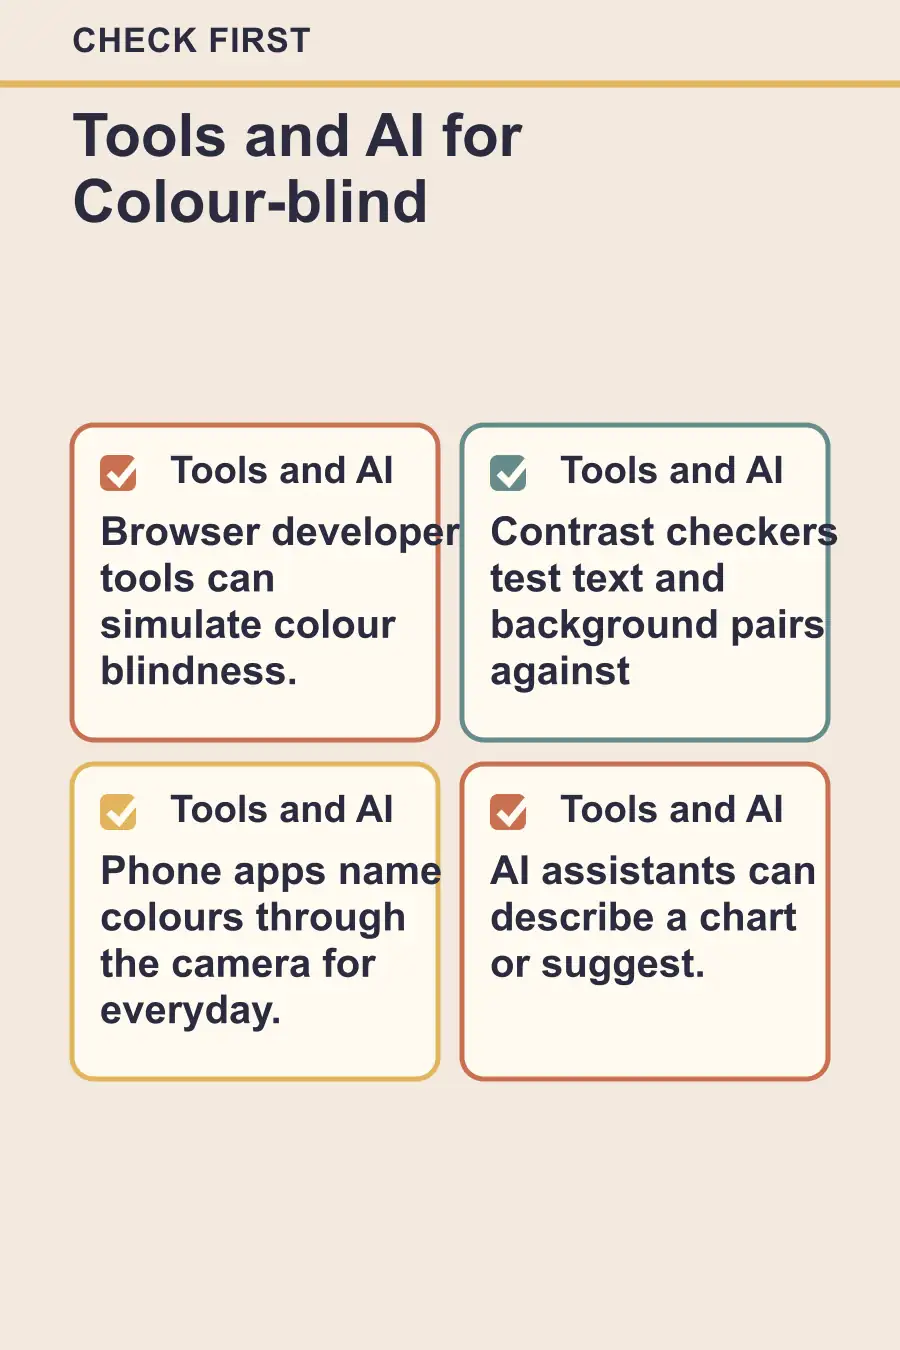 CHECK FIRST
Tools and AI for
Colour-blind
Tools and AI
Browser developer
tools can
simulate colour
blindness.
Tools and AI
Contrast checkers
test text and
background pairs
against
Tools and AI
Phone apps name
colours through
the camera for
everyday.
Tools and AI
AI assistants can
describe a chart
or suggest.